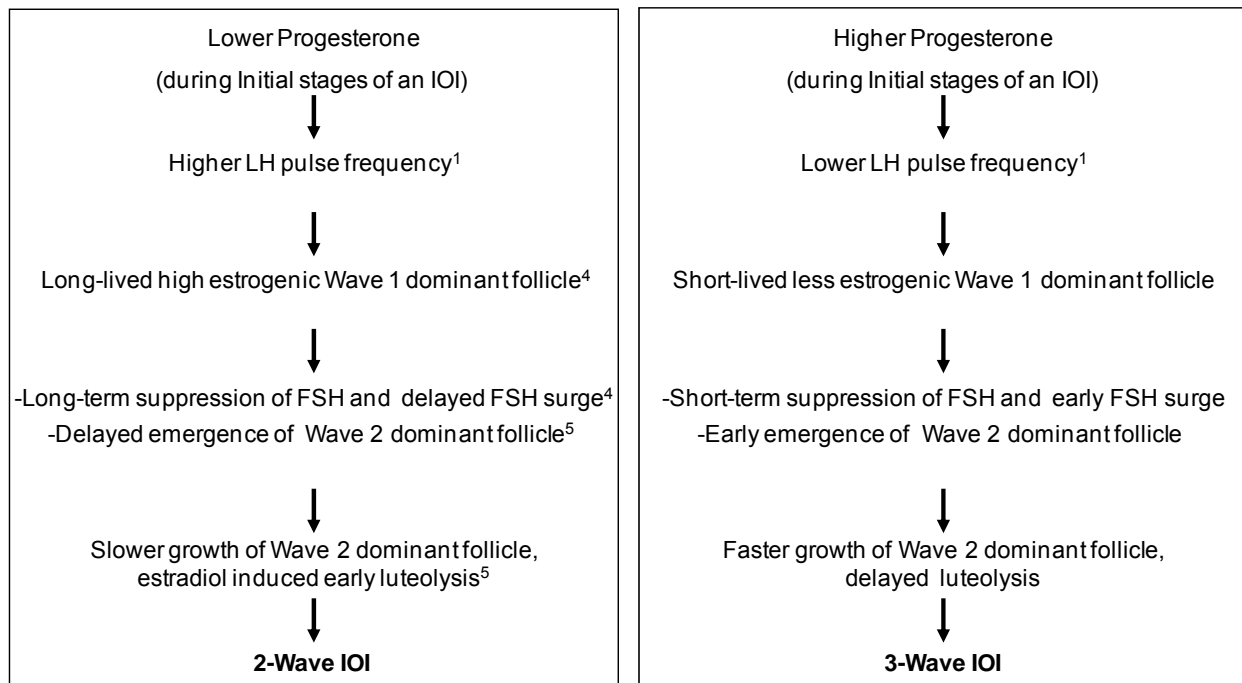 Lower Progesterone
(during Initial stages of an IOI)
Higher LH pulse frequency¹
Long-lived high estrogenic Wave 1 dominant follicle⁴
-Long-term suppression of FSH and delayed FSH surge⁴
-Delayed emergence of Wave 2 dominant follicle⁵
Slower growth of Wave 2 dominant follicle,
estradiol induced early luteolysis⁵
2-Wave IOI
Higher Progesterone
(during Initial stages of an IOI)
Lower LH pulse frequency¹
Short-lived less estrogenic Wave 1 dominant follicle
-Short-term suppression of FSH and early FSH surge
-Early emergence of Wave 2 dominant follicle
Faster growth of Wave 2 dominant follicle,
delayed luteolysis
3-Wave IOI